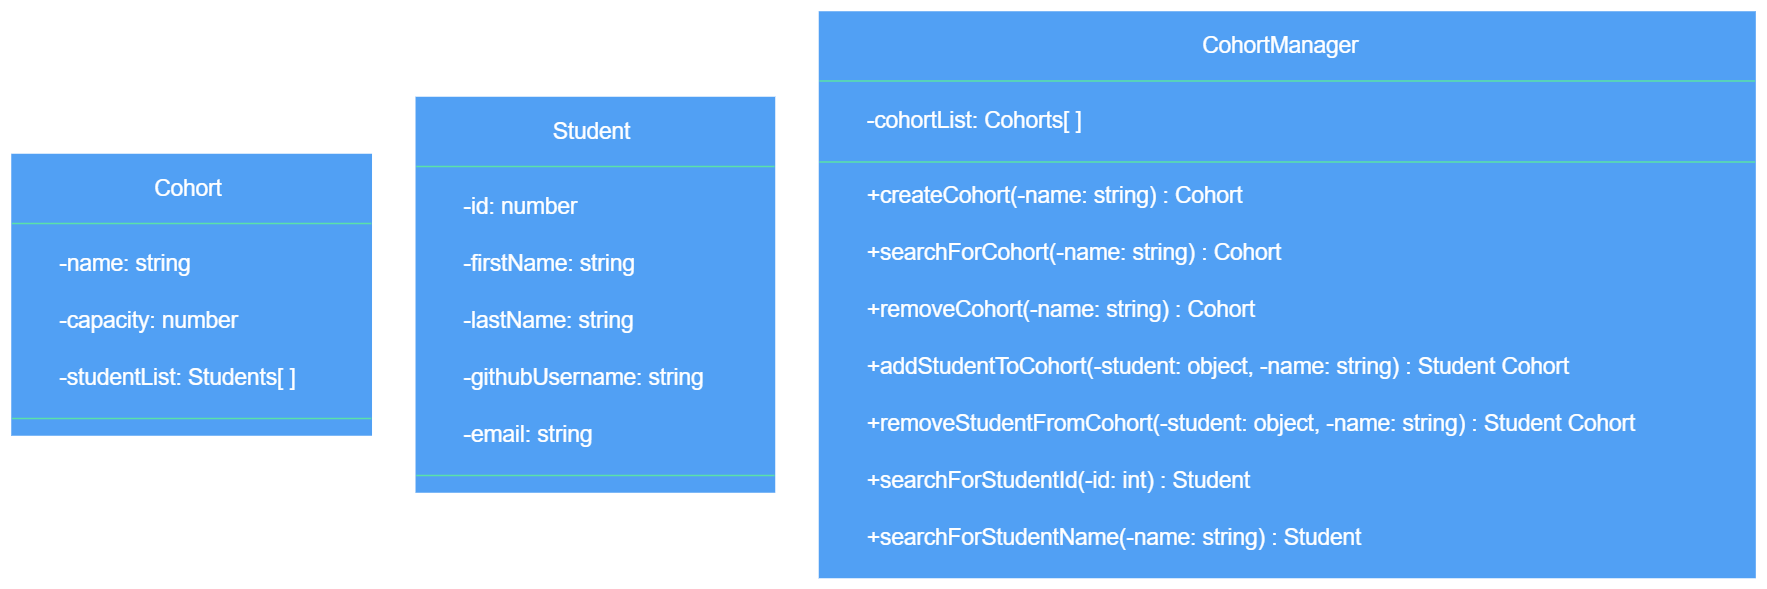 Cohort
-name: string
-capacity: number
-studentList: Students[ ]
Student
-id: number
-firstName: string
-lastName: string
-githubUsername: string
-email: string
CohortManager
-cohortList: Cohorts[ ]
+createCohort(-name: string) : Cohort
+searchForCohort(-name: string) : Cohort
+removeCohort(-name: string) : Cohort
+addStudentToCohort(-student: object, -name: string) : Student Cohort
+removeStudentFromCohort(-student: object, -name: string) : Student Cohort
+searchForStudentId(-id: int) : Student
+searchForStudentName(-name: string) : Student